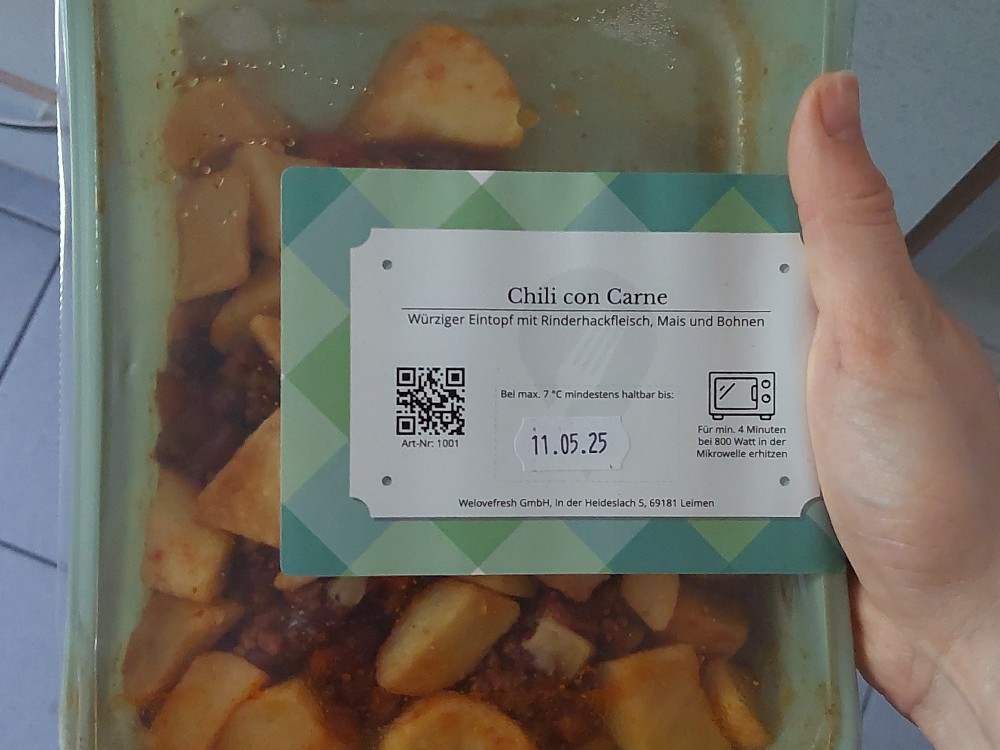 Chili con Carne
Würziger Eintopf mit Rinderhackfleisch, Mais und Bohnen
Bei max. 7 °C mindestens haltbar bis:
11.05.25
Art-Nr: 1001
Für min. 4 Minuten
bei 800 Watt in der
Mikrowelle erhitzen
Welovefresh GmbH, In der Heideslach 5, 69181 Leimen